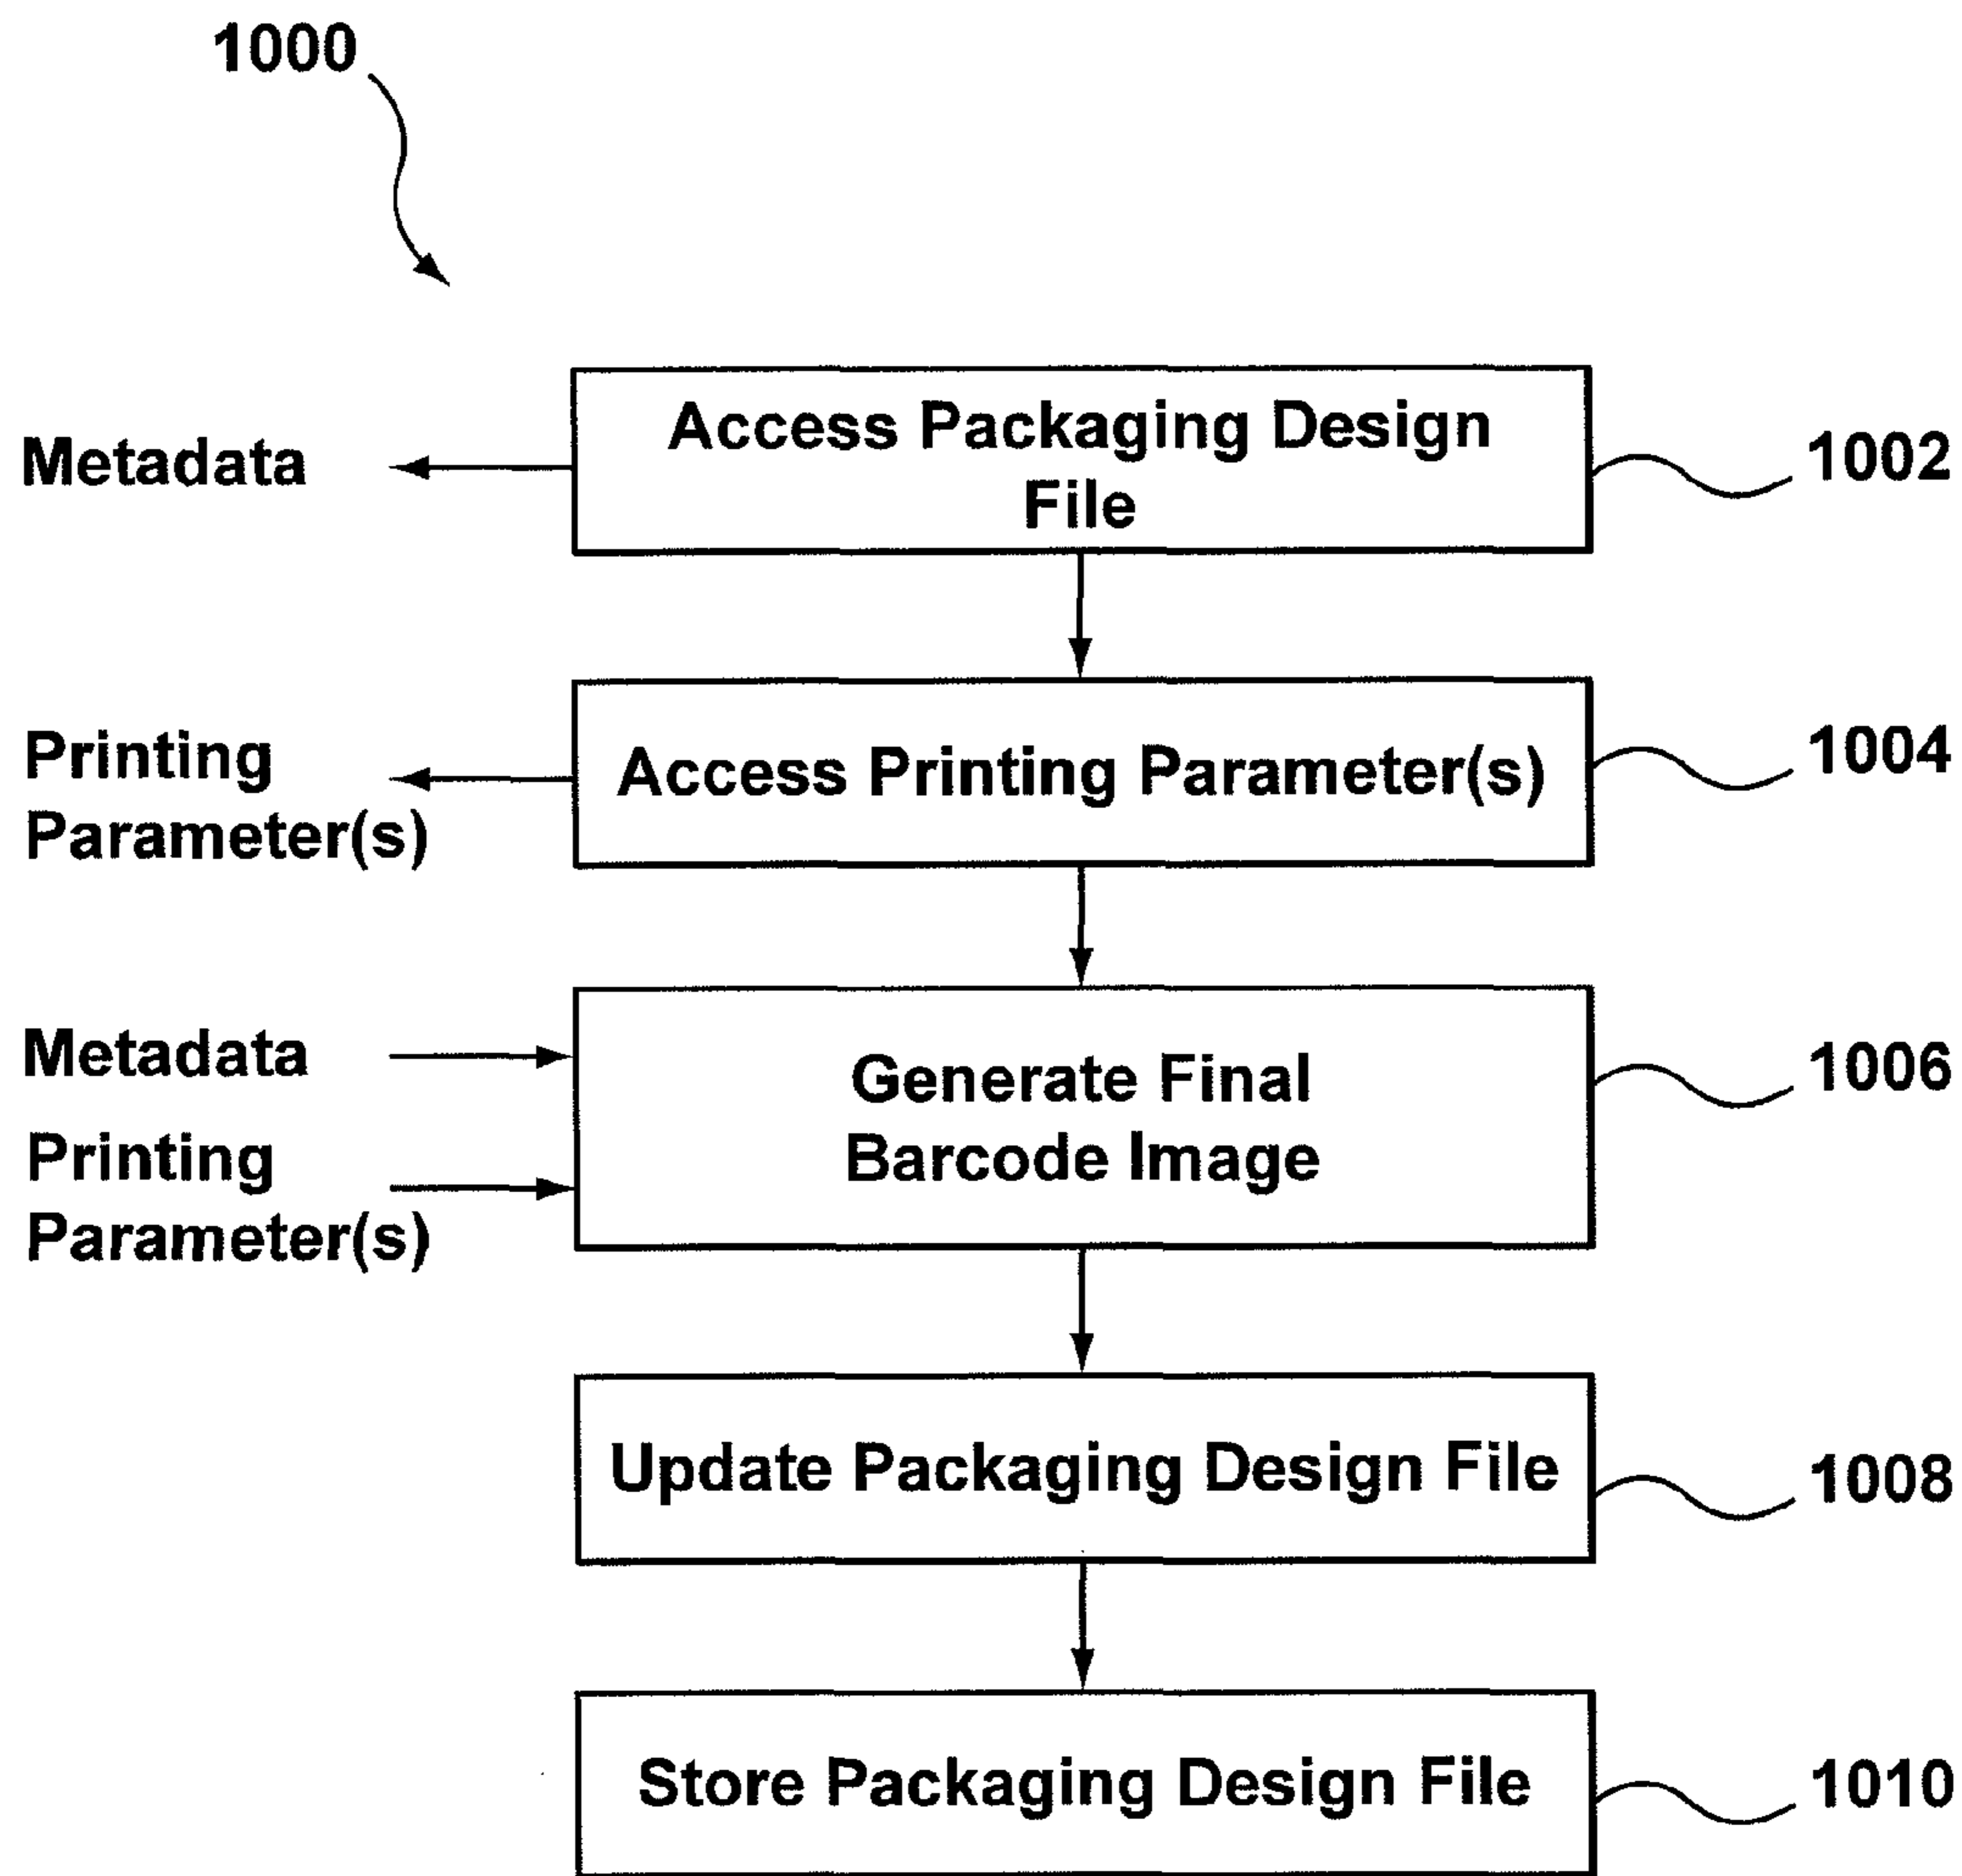 1000
Metadata
Access Packaging Design
File
1002
Printing
Parameter(s)
Access Printing Parameter(s)
1004
Metadata
Printing
Parameter(s)
Generate Final
Barcode Image
1006
Update Packaging Design File
1008
Store Packaging Design File
1010